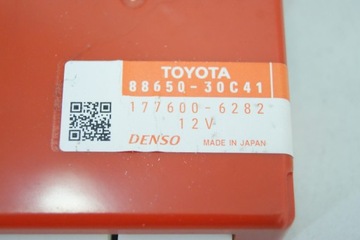 TOYOTA
88650-30C41
177600-6282
12V
DENSO MADE IN JAPAN